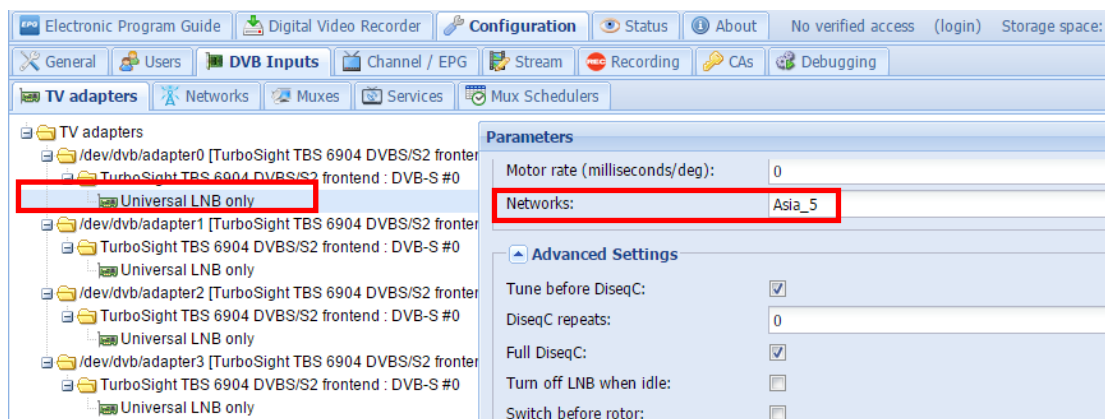 EPG Electronic Program Guide Digital Video Recorder Configuration Status About No verified access (login) Storage space:
General Users DVB Inputs Channel / EPG Stream REC Recording CAs Debugging
TV adapters Networks Muxes Services Mux Schedulers
TV adapters
/dev/dvb/adapter0 [TurboSight TBS 6904 DVBS/S2 fronter
TurboSight TBS 6904 DVBS/S2 frontend : DVB-S #0
Universal LNB only
/dev/dvb/adapter1 [TurboSight TBS 6904 DVBS/S2 fronter
TurboSight TBS 6904 DVBS/S2 frontend : DVB-S #0
Universal LNB only
/dev/dvb/adapter2 [TurboSight TBS 6904 DVBS/S2 fronter
TurboSight TBS 6904 DVBS/S2 frontend : DVB-S #0
Universal LNB only
/dev/dvb/adapter3 [TurboSight TBS 6904 DVBS/S2 fronter
TurboSight TBS 6904 DVBS/S2 frontend : DVB-S #0
Universal LNB only
Parameters
Motor rate (milliseconds/deg): 0
Networks: Asia_5
Advanced Settings
Tune before DiseqC:
DiseqC repeats: 0
Full DiseqC:
Turn off LNB when idle:
Switch before rotor: